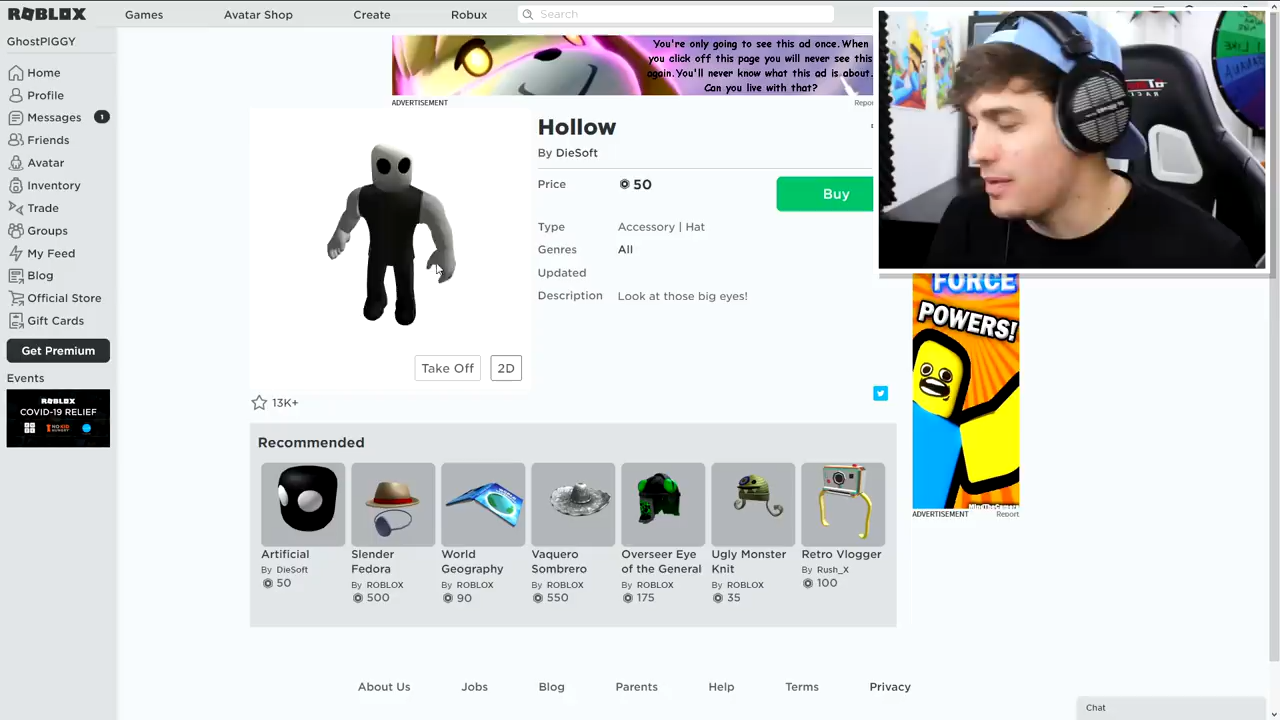 ROBLOX
Games
Avatar Shop
Create
Robux
Search
GhostPIGGY
Home
Profile
Messages 1
Friends
Avatar
Inventory
Trade
Groups
My Feed
Blog
Official Store
Gift Cards
Get Premium
Events
ROBLOX
COVID-19 RELIEF
You're only going to see this ad once.When
you click off this page you will never see this
again.You'll never know what this ad is about.
Can you live with that?
ADVERTISEMENT
Repor
Hollow
By DieSoft
Price 50
Buy
Type Accessory | Hat
Genres All
Updated
Description Look at those big eyes!
Take Off
2D
13K+
FORCE
POWERS!
ADVERTISEMENT
Report
Recommended
Artificial
By DieSoft
50
Slender
Fedora
By ROBLOX
500
World
Geography
By ROBLOX
90
Vaquero
Sombrero
By ROBLOX
550
Overseer Eye
of the General
By ROBLOX
175
Ugly Monster
Knit
By ROBLOX
35
Retro Vlogger
By Rush_X
100
About Us
Jobs
Blog
Parents
Help
Terms
Privacy
Chat